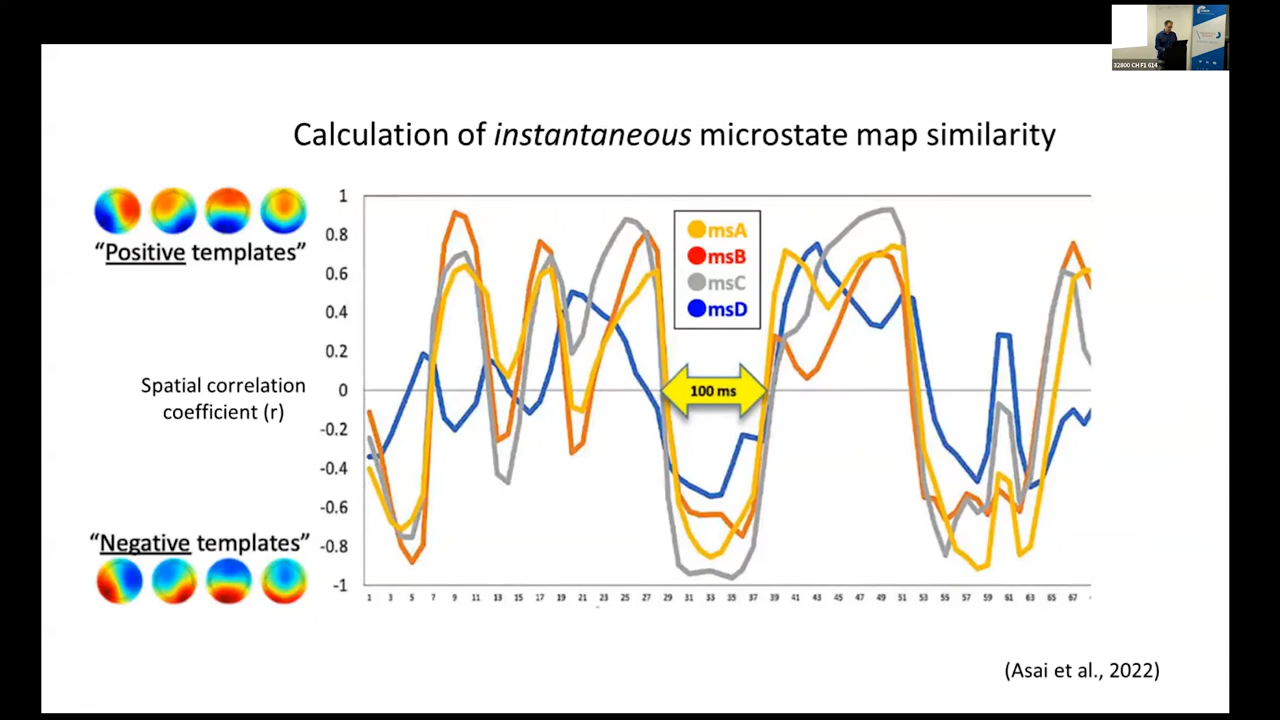 32800 CH F1 614
Calculation of instantaneous microstate map similarity
"Positive templates"
Spatial correlation
coefficient (r)
"Negative templates"
1
0.8
0.6
0.4
0.2
0
-0.2
-0.4
-0.6
-0.8
-1
msA
msB
msC
msD
100 ms
1 3 5 7 9 11 13 15 17 19 21 23 25 27 29 31 33 35 37 39 41 43 45 47 49 51 53 55 57 59 61 63 65 67
(Asai et al., 2022)